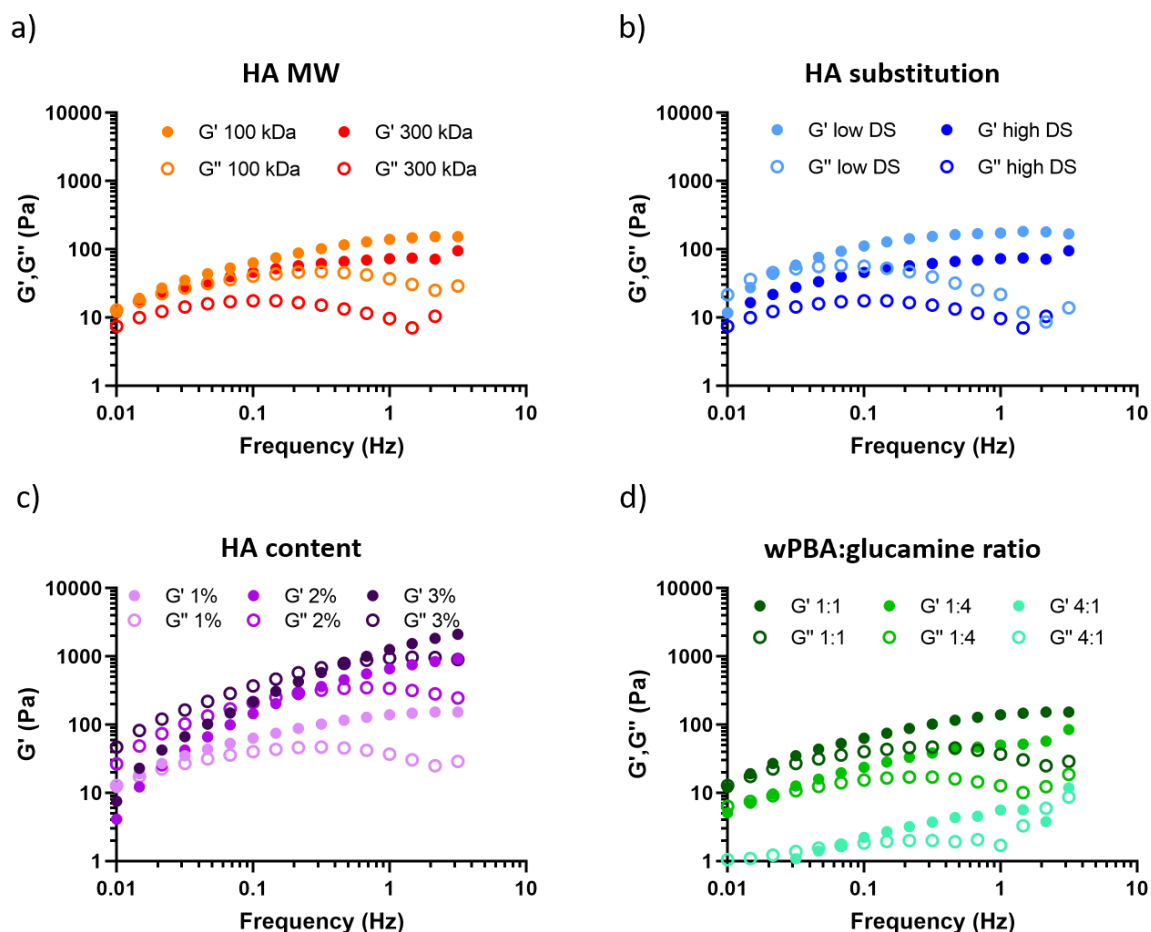 a)
HA MW
G' 100 kDa G' 300 kDa
G'' 100 kDa G'' 300 kDa
G',G'' (Pa)
10000
1000
100
10
1
0.01 0.1 1 10
Frequency (Hz)
b)
HA substitution
G' low DS G' high DS
G'' low DS G'' high DS
G',G'' (Pa)
10000
1000
100
10
1
0.01 0.1 1 10
Frequency (Hz)
c)
HA content
G' 1% G' 2% G' 3%
G'' 1% G'' 2% G'' 3%
G' (Pa)
10000
1000
100
10
1
0.01 0.1 1 10
Frequency (Hz)
d)
wPBA:glucamine ratio
G' 1:1 G' 1:4 G' 4:1
G'' 1:1 G'' 1:4 G'' 4:1
G',G'' (Pa)
10000
1000
100
10
1
0.01 0.1 1 10
Frequency (Hz)